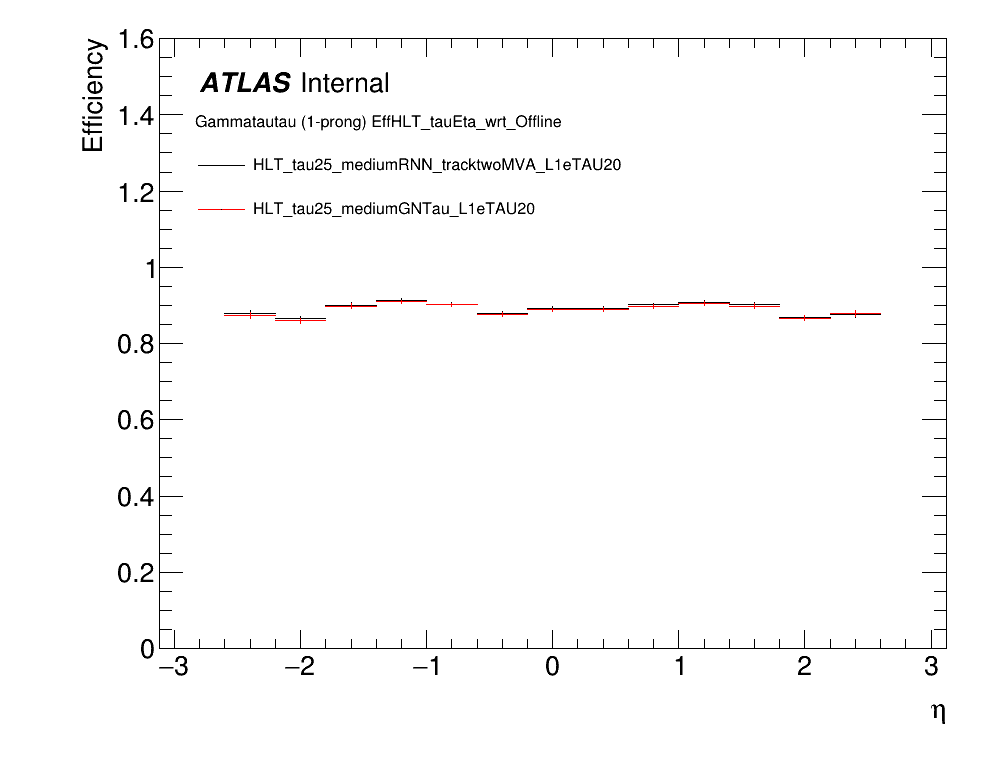 Efficiency
ATLAS Internal
Gammatautau (1-prong) EffHLT_tauEta_wrt_Offline
HLT_tau25_mediumRNN_tracktwoMVA_L1eTAU20
HLT_tau25_mediumGNTau_L1eTAU20
1.6
1.4
1.2
1
0.8
0.6
0.4
0.2
0
−3 −2 −1 0 1 2 3
η